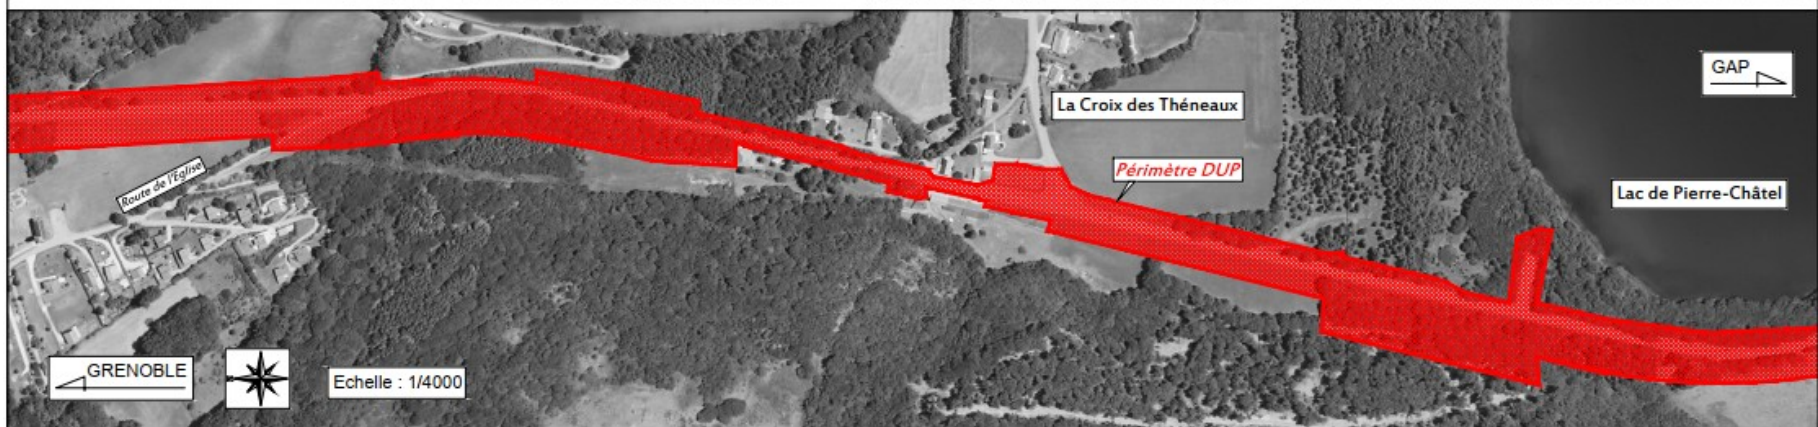 GAP
La Croix des Théneaux
Périmètre DUP
Route de l'Eglise
Lac de Pierre-Châtel
GRENOBLE
Echelle : 1/4000